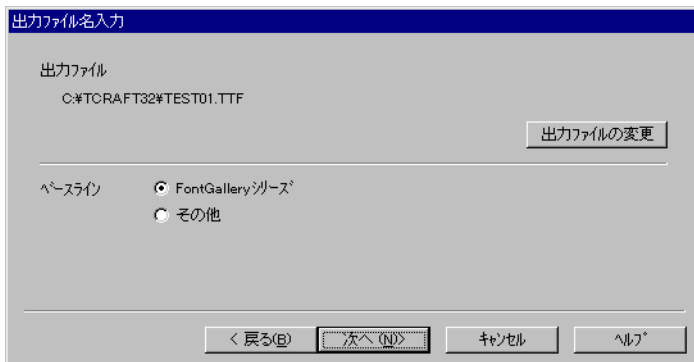 出力ﾌｧｲﾙ名入力
出力ﾌｧｲﾙ
C:¥TCRAFT32¥TEST01.TTF
出力ﾌｧｲﾙの変更
ﾍﾞｰｽﾗｲﾝ
FontGalleryｼﾘｰｽﾞ
その他
< 戻る(B)
次へ (N)>
ｷｬﾝｾﾙ
ﾍﾙﾌﾟ